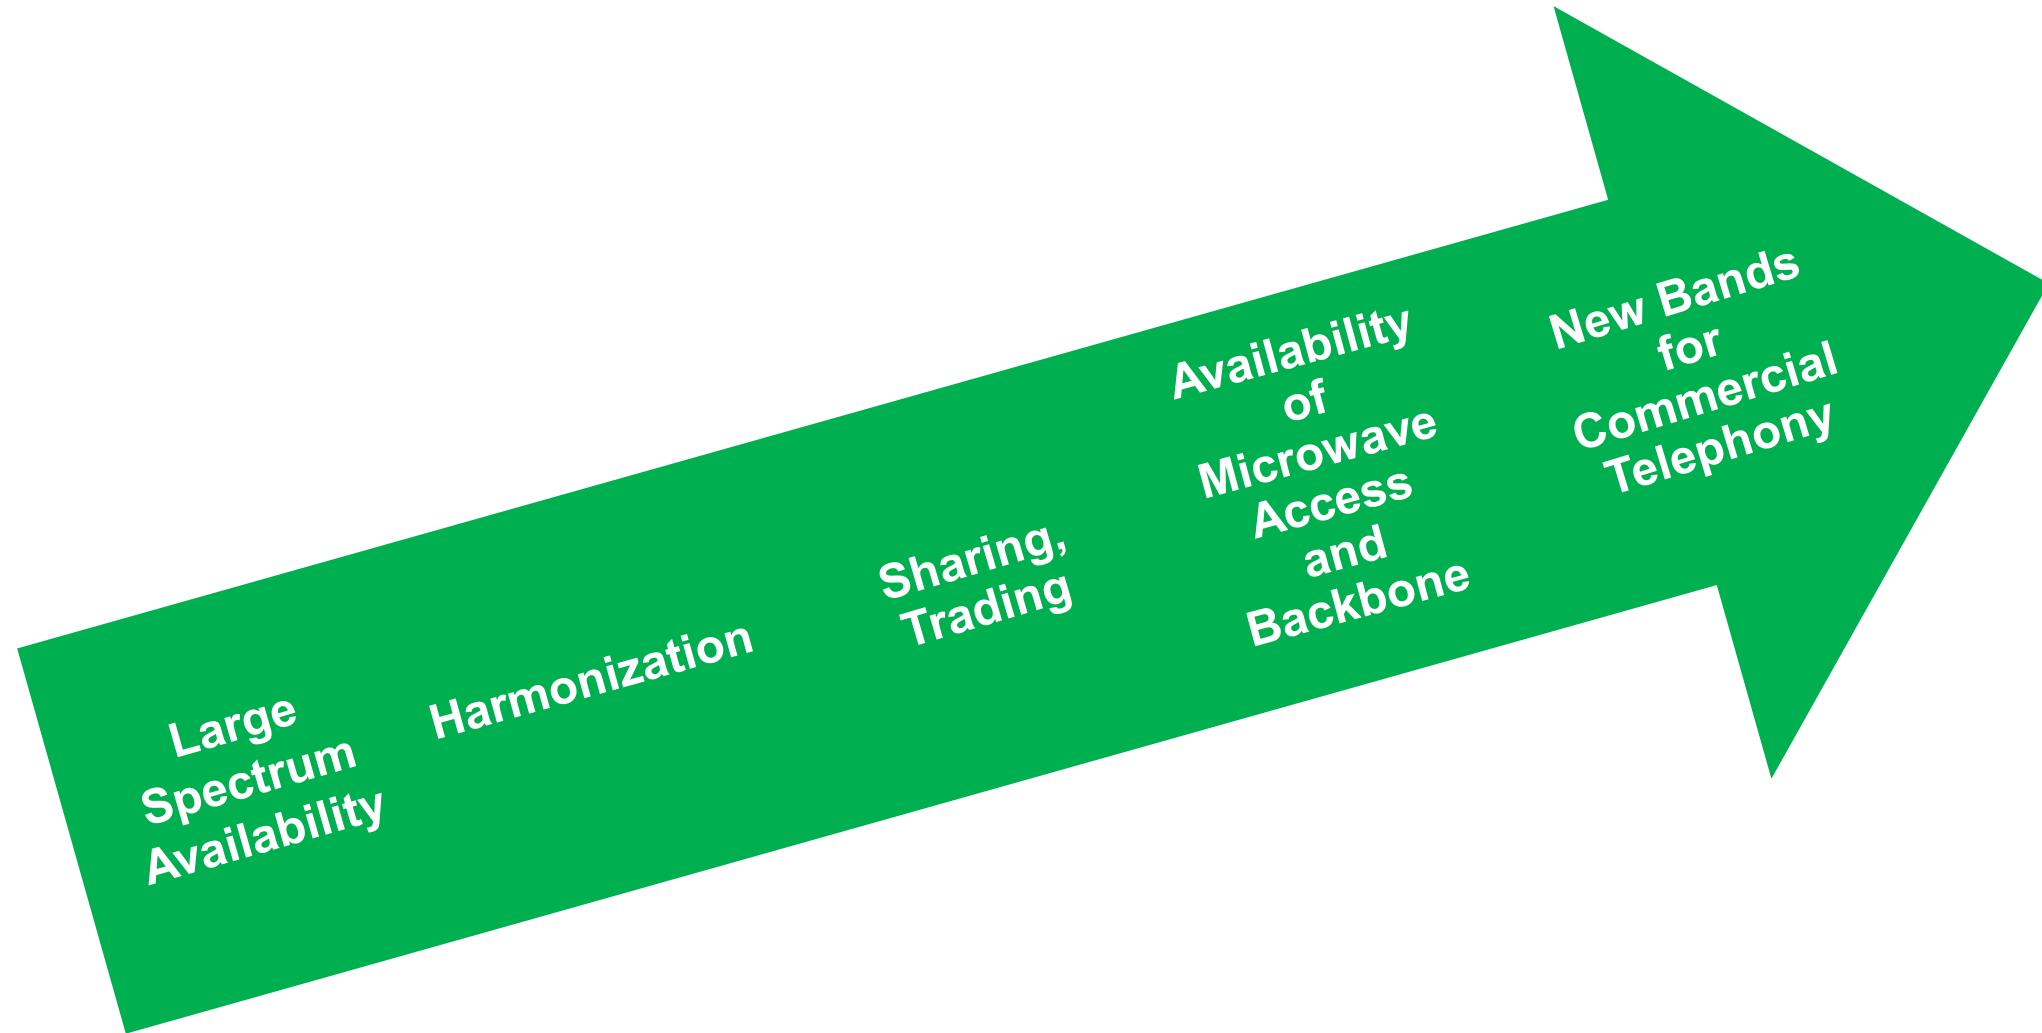 Large
Spectrum
Availability
Harmonization
Sharing,
Trading
Availability
of
Microwave
Access
and
Backbone
New Bands
for
Commercial
Telephony